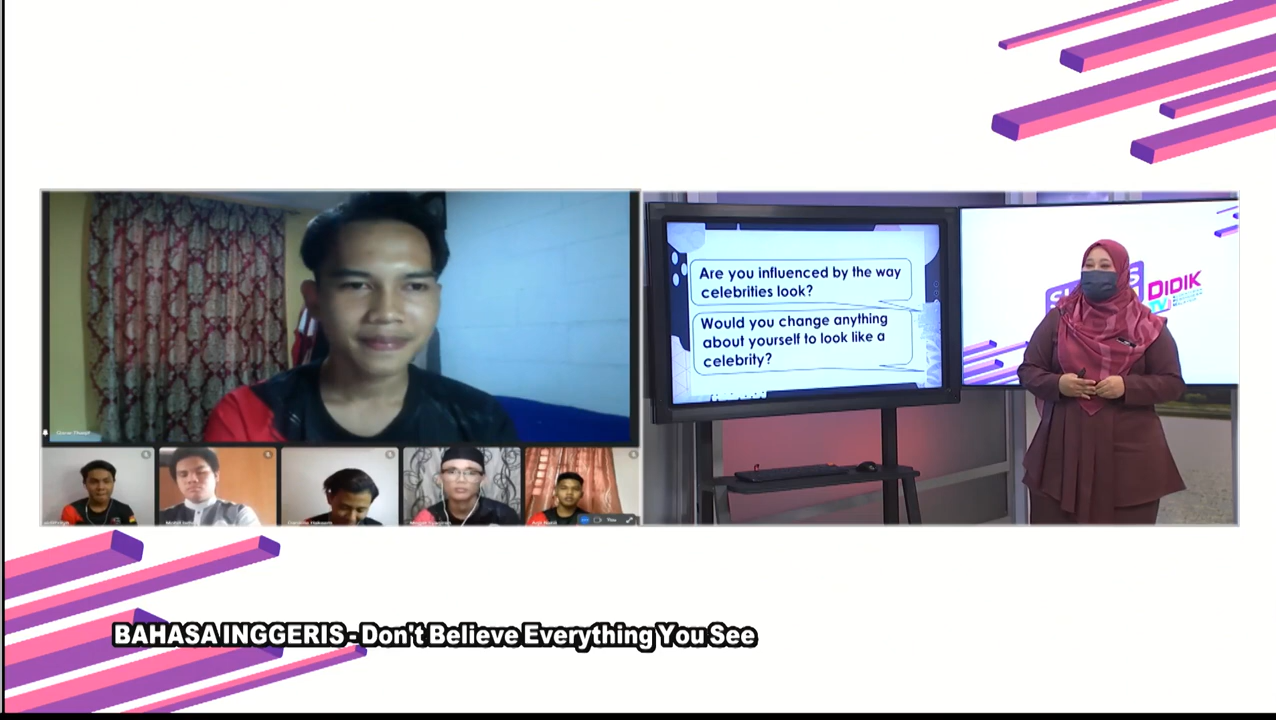 Are you influenced by the way
celebrities look?
Would you change anything
about yourself to look like a
celebrity?
DIDIK
TV
BAHASA INGGERIS - Don't Believe Everything You See